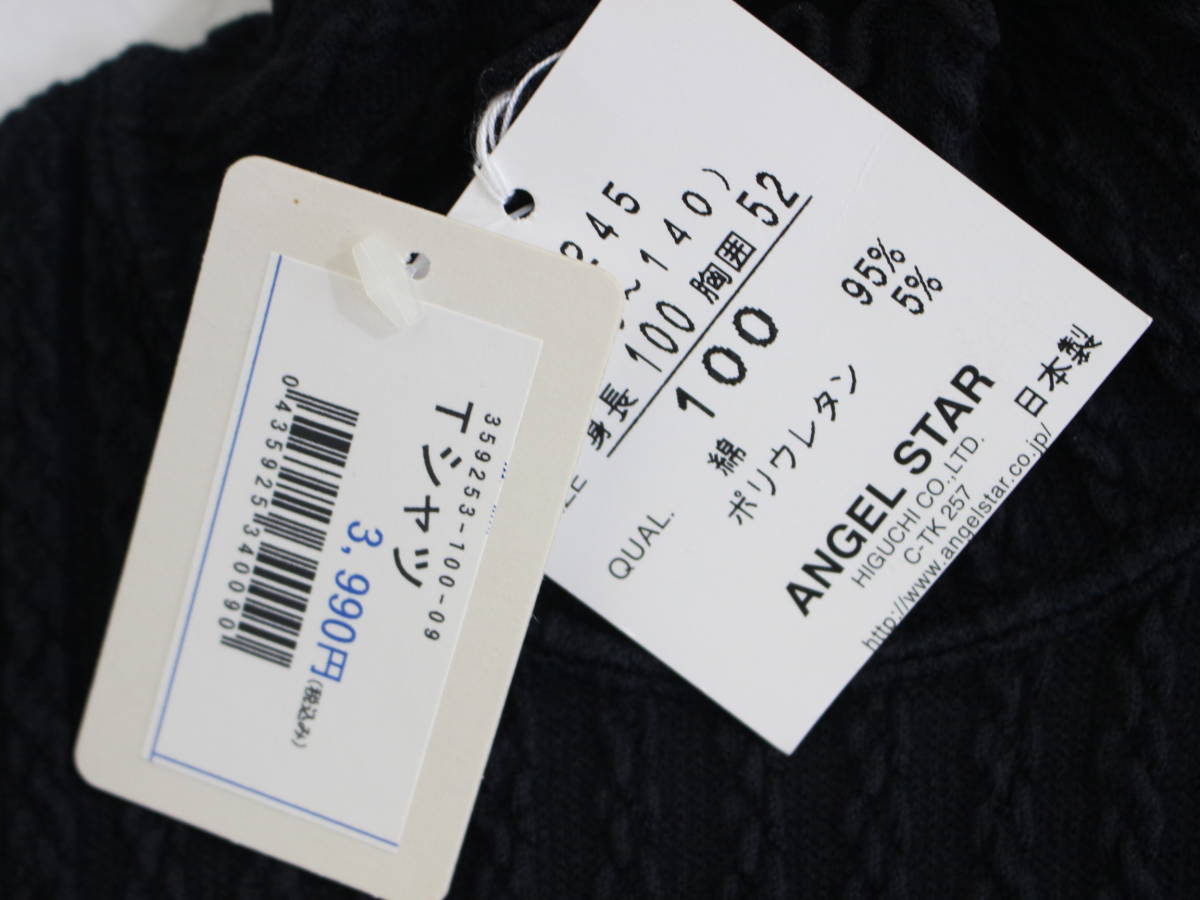 359253-100-09
Tシャツ
3,990円(税込み)
0435925340090
245
~140)
身長 100 胸囲 52
100
QUAL.
綿 95%
ポリウレタン 5%
ANGEL STAR
HIGUCHI CO.,LTD.
C-TK 257 日本製
http://www.angelstar.co.jp/